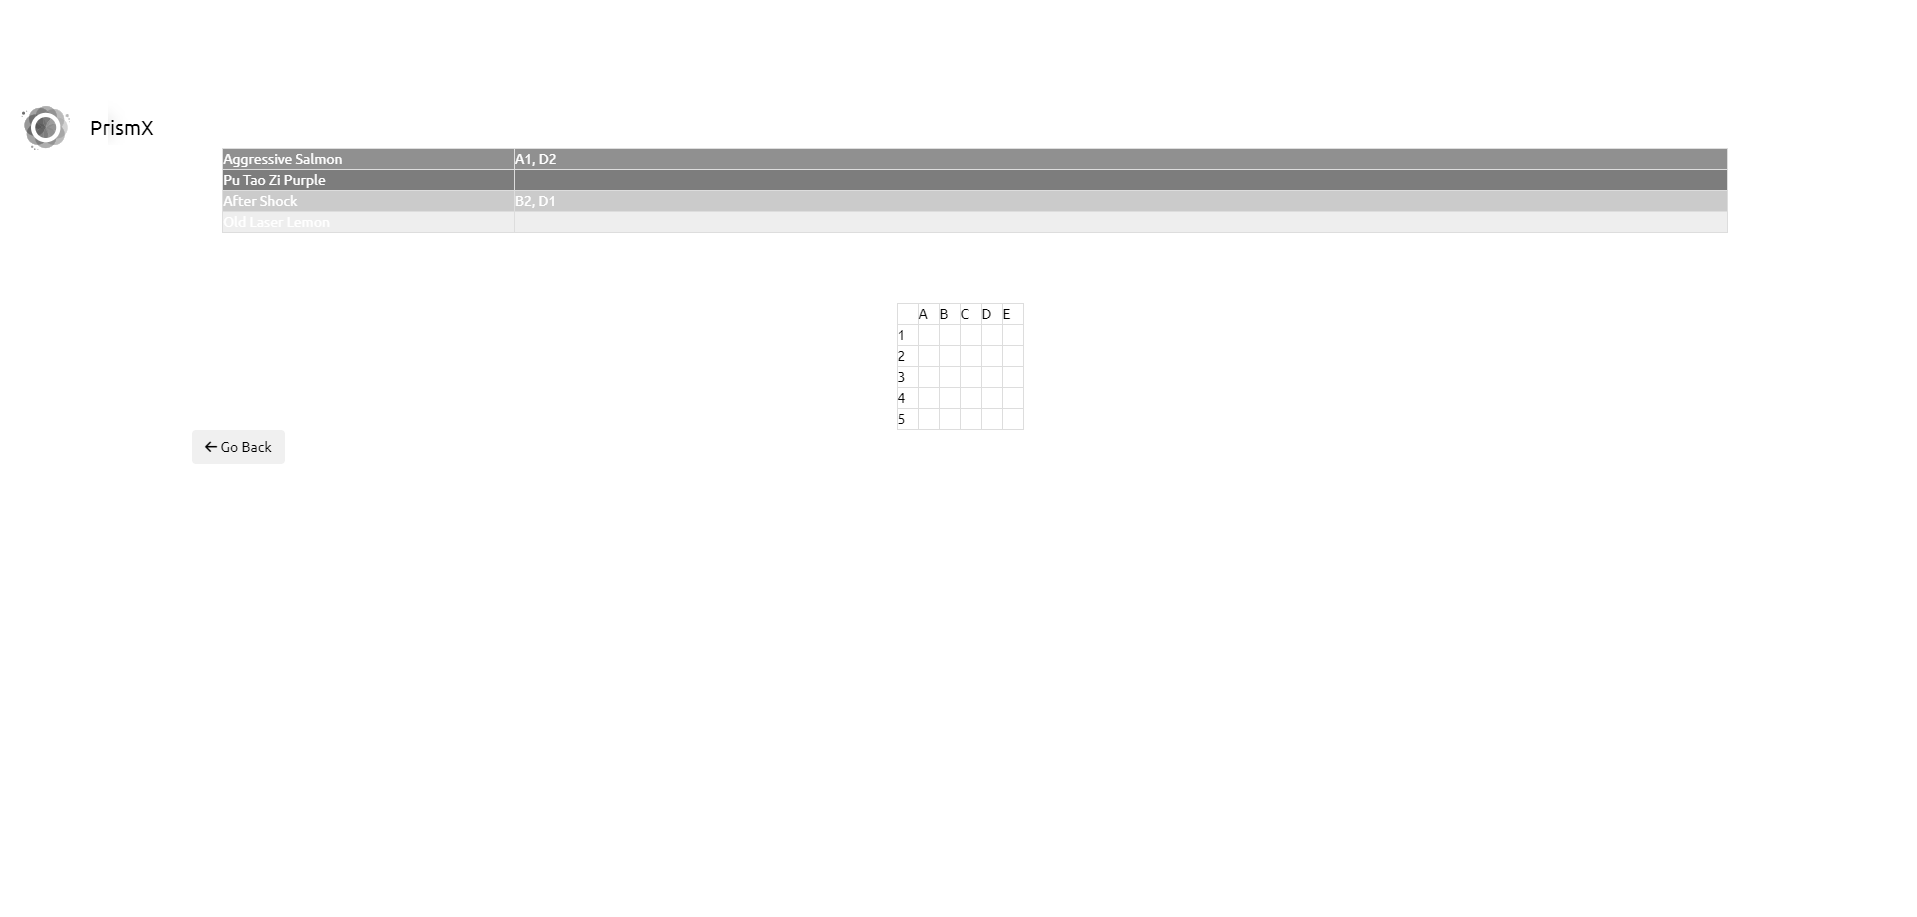 PrismX
Aggressive Salmon A1, D2
Pu Tao Zi Purple
After Shock B2, D1
Old Laser Lemon
A B C D E
1
2
3
4
5
← Go Back